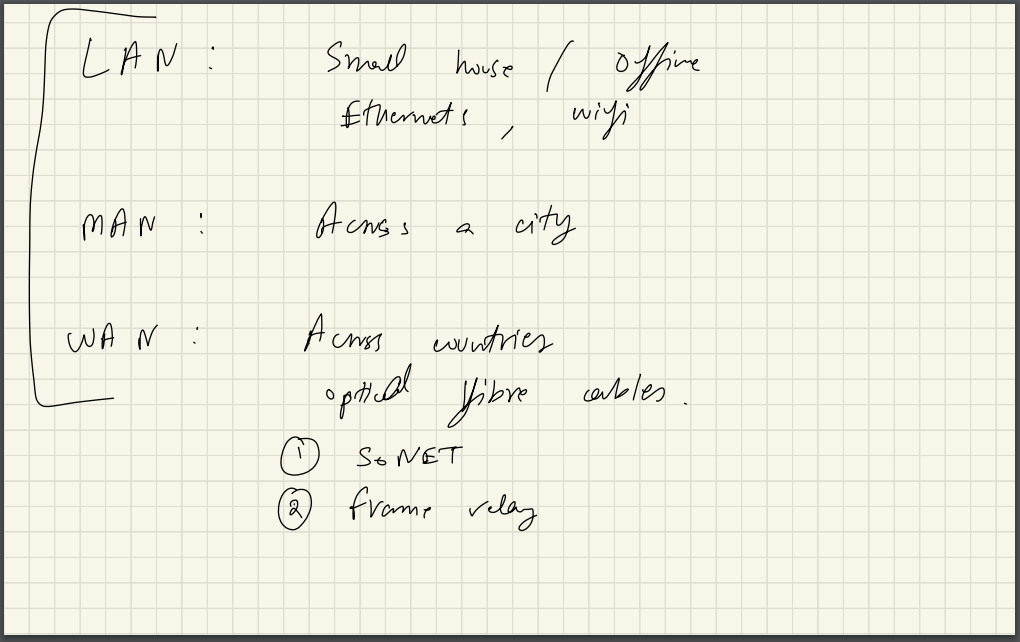 LAN : Small house / Office
Ethernets, wifi
MAN : Across a city
WAN : Across countries
optical fibre cables.
① SONET
② frame relay